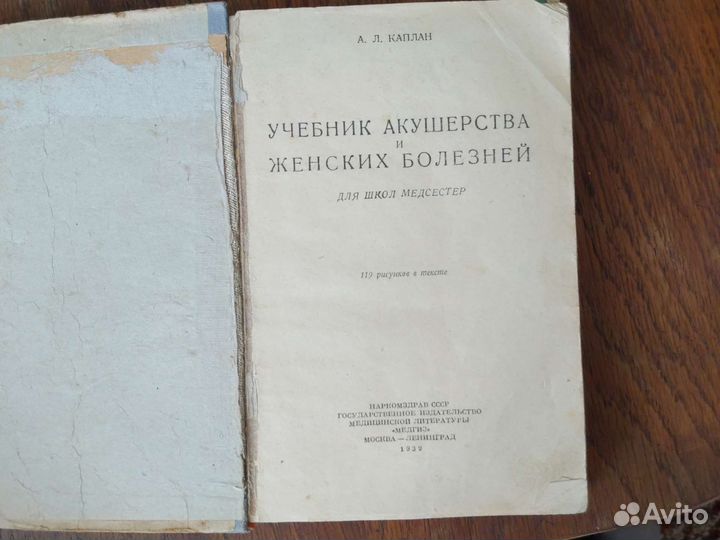 А. Л. КАПЛАН
УЧЕБНИК АКУШЕРСТВА
И
ЖЕНСКИХ БОЛЕЗНЕЙ
ДЛЯ ШКОЛ МЕДСЕСТЕР
119 рисунков в тексте
НАРКОМЗДРАВ СССР
ГОСУДАРСТВЕННОЕ ИЗДАТЕЛЬСТВО
МЕДИЦИНСКОЙ ЛИТЕРАТУРЫ
«МЕДГИЗ»
МОСКВА — ЛЕНИНГРАД
1939
Avito